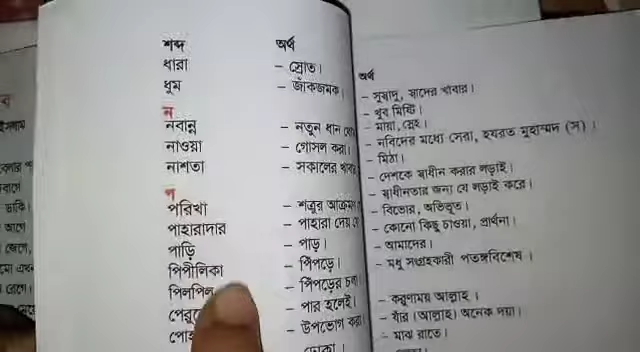 শব্দ অর্থ
ধারা – স্রোত।
ধুম – জাঁকজমক।
ন
নবান্ন – নতুন ধান
নাওয়া – গোসল করা।
নাশতা – সকালের খাবার
প
পরিখা – শত্রুর আক্রমণ
পাহারাদার – পাহারা দেয়
পাড়ি – পাড়।
পিপীলিকা – পিঁপড়ে।
পিলপিল – পিঁপড়ের চলা
– পার হলেই।
– উপভোগ করা
অর্থ
– সুস্বাদু, স্বাদের খাবার।
– খুব মিষ্টি।
– মায়া, স্নেহ।
– নবিদের মধ্যে সেরা, হযরত মুহাম্মদ (স)।
– মিঠা।
– দেশকে স্বাধীন করার লড়াই।
– স্বাধীনতার জন্য যে লড়াই করে।
– বিভোর, অভিভূত।
– কোনো কিছু চাওয়া, প্রার্থনা।
– আমাদের।
– মধু সংগ্রহকারী পতঙ্গবিশেষ।
– করুণাময় আল্লাহ।
– যাঁর (আল্লাহ) অনেক দয়া।
– মাঝ রাতে।